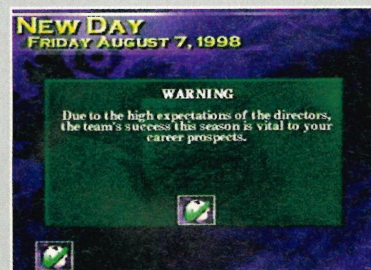 NEW DAY
FRIDAY AUGUST 7, 1998
WARNING
Due to the high expectations of the directors,
the team's success this season is vital to your
career prospects.